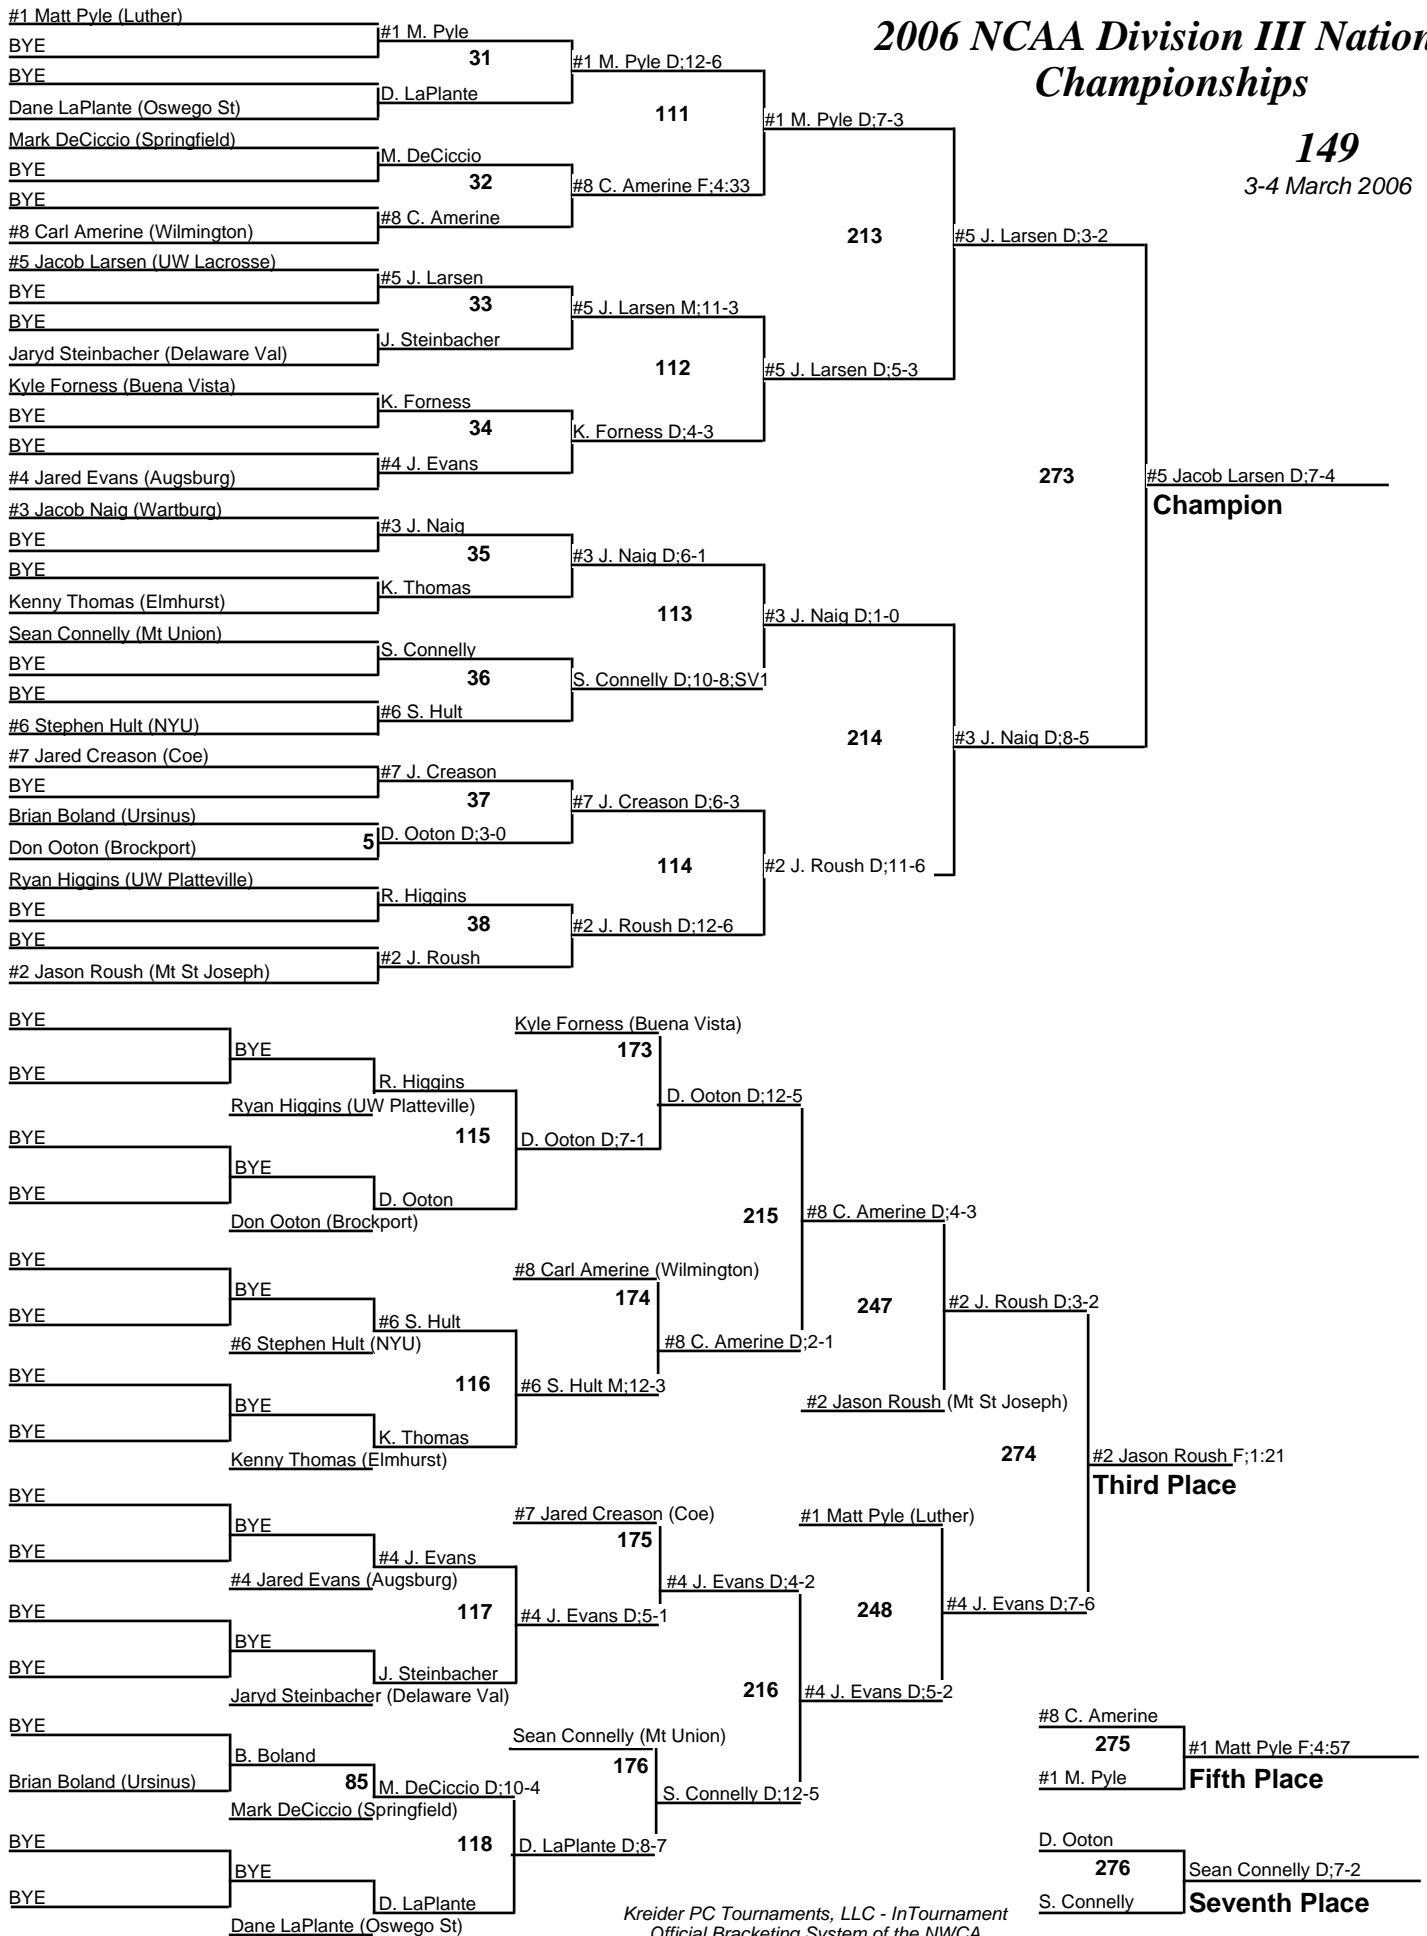 2006 NCAA Division III Nation
Championships
149
3-4 March 2006
#1 Matt Pyle (Luther)
BYE
BYE
Dane LaPlante (Oswego St)
Mark DeCiccio (Springfield)
BYE
BYE
#8 Carl Amerine (Wilmington)
#5 Jacob Larsen (UW Lacrosse)
BYE
BYE
Jaryd Steinbacher (Delaware Val)
Kyle Forness (Buena Vista)
BYE
BYE
#4 Jared Evans (Augsburg)
#3 Jacob Naig (Wartburg)
BYE
BYE
Kenny Thomas (Elmhurst)
Sean Connelly (Mt Union)
BYE
BYE
#6 Stephen Hult (NYU)
#7 Jared Creason (Coe)
BYE
Brian Boland (Ursinus)
Don Ooton (Brockport)
5
Ryan Higgins (UW Platteville)
BYE
BYE
#2 Jason Roush (Mt St Joseph)
#1 M. Pyle
31
D. LaPlante
M. DeCiccio
32
#8 C. Amerine
#5 J. Larsen
33
J. Steinbacher
K. Forness
34
#4 J. Evans
#3 J. Naig
35
K. Thomas
S. Connelly
36
#6 S. Hult
#7 J. Creason
37
D. Ooton D;3-0
R. Higgins
38
#2 J. Roush
#1 M. Pyle D;12-6
111
#8 C. Amerine F;4:33
#5 J. Larsen M;11-3
112
K. Forness D;4-3
#3 J. Naig D;6-1
113
S. Connelly D;10-8;SV1
#7 J. Creason D;6-3
114
#2 J. Roush D;12-6
#1 M. Pyle D;7-3
213
#5 J. Larsen D;5-3
#3 J. Naig D;1-0
214
#2 J. Roush D;11-6
#5 J. Larsen D;3-2
273
#3 J. Naig D;8-5
#5 Jacob Larsen D;7-4
Champion
BYE
BYE
BYE
BYE
BYE
BYE
BYE
BYE
BYE
BYE
BYE
BYE
BYE
Brian Boland (Ursinus)
BYE
BYE
BYE
Ryan Higgins (UW Platteville)
BYE
Don Ooton (Brockport)
BYE
#6 Stephen Hult (NYU)
BYE
Kenny Thomas (Elmhurst)
BYE
#4 Jared Evans (Augsburg)
BYE
Jaryd Steinbacher (Delaware Val)
B. Boland
85
Mark DeCiccio (Springfield)
BYE
Dane LaPlante (Oswego St)
R. Higgins
115
D. Ooton
#6 S. Hult
116
K. Thomas
#4 J. Evans
117
J. Steinbacher
M. DeCiccio D;10-4
118
D. LaPlante
Kyle Forness (Buena Vista)
173
D. Ooton D;7-1
#8 Carl Amerine (Wilmington)
174
#6 S. Hult M;12-3
#7 Jared Creason (Coe)
175
#4 J. Evans D;5-1
Sean Connelly (Mt Union)
176
D. LaPlante D;8-7
D. Ooton D;12-5
215
#8 C. Amerine D;2-1
#4 J. Evans D;4-2
216
S. Connelly D;12-5
#8 C. Amerine D;4-3
247
#2 Jason Roush (Mt St Joseph)
#1 Matt Pyle (Luther)
248
#4 J. Evans D;5-2
#2 J. Roush D;3-2
274
#4 J. Evans D;7-6
#2 Jason Roush F;1:21
Third Place
#8 C. Amerine
275
#1 M. Pyle
#1 Matt Pyle F;4:57
Fifth Place
D. Ooton
276
S. Connelly
Sean Connelly D;7-2
Seventh Place
Kreider PC Tournaments, LLC - InTournament
Official Bracketing System of the NWCA